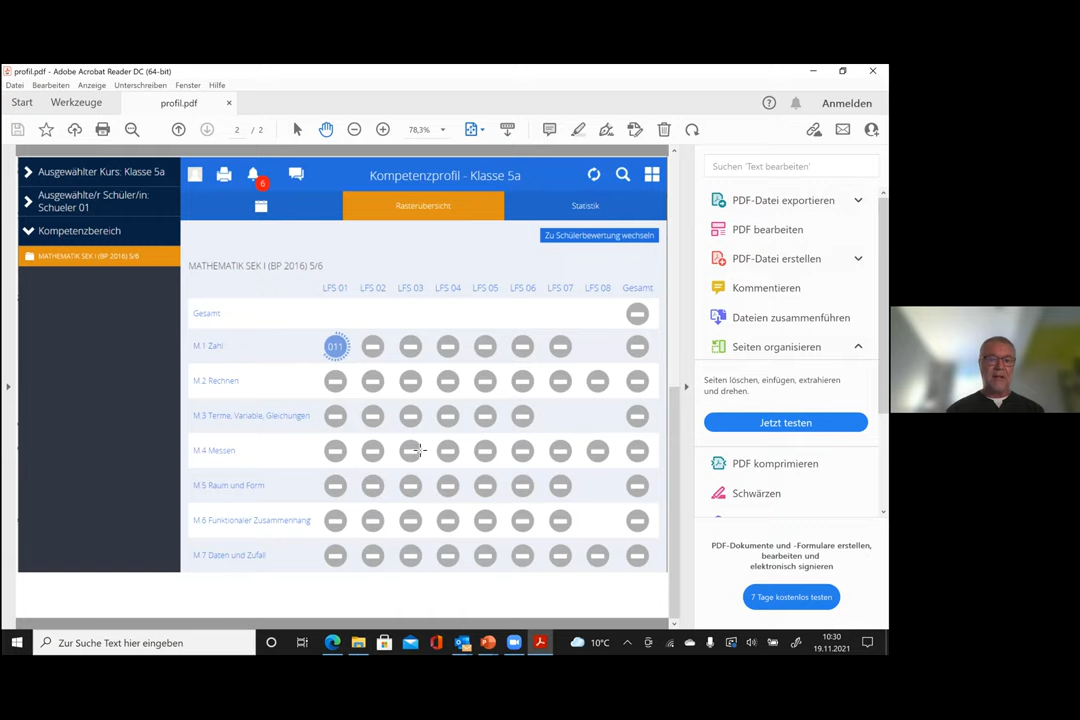 profil.pdf - Adobe Acrobat Reader DC (64-bit)
Datei Bearbeiten Anzeige Unterschreiben Fenster Hilfe
Start Werkzeuge profil.pdf × Anmelden
2 / 2 78,3%
Ausgewählter Kurs: Klasse 5a
Ausgewählte/r Schüler/in:
Schueler 01
Kompetenzbereich
MATHEMATIK SEK I (BP 2016) 5/6
6
Kompetenzprofil - Klasse 5a
Rasterübersicht Statistik
Zu Schülerbewertung wechseln
MATHEMATIK SEK I (BP 2016) 5/6
LFS 01 LFS 02 LFS 03 LFS 04 LFS 05 LFS 06 LFS 07 LFS 08 Gesamt
Gesamt
M.1 Zahl 011
M.2 Rechnen
M.3 Terme, Variable, Gleichungen
M.4 Messen
M.5 Raum und Form
M.6 Funktionaler Zusammenhang
M.7 Daten und Zufall
Suchen 'Text bearbeiten'
PDF-Datei exportieren
PDF bearbeiten
PDF-Datei erstellen
Kommentieren
Dateien zusammenführen
Seiten organisieren
Seiten löschen, einfügen, extrahieren
und drehen.
Jetzt testen
PDF komprimieren
Schwärzen
PDF-Dokumente und -Formulare erstellen,
bearbeiten und
elektronisch signieren
7 Tage kostenlos testen
Zur Suche Text hier eingeben
10°C
10:30
19.11.2021